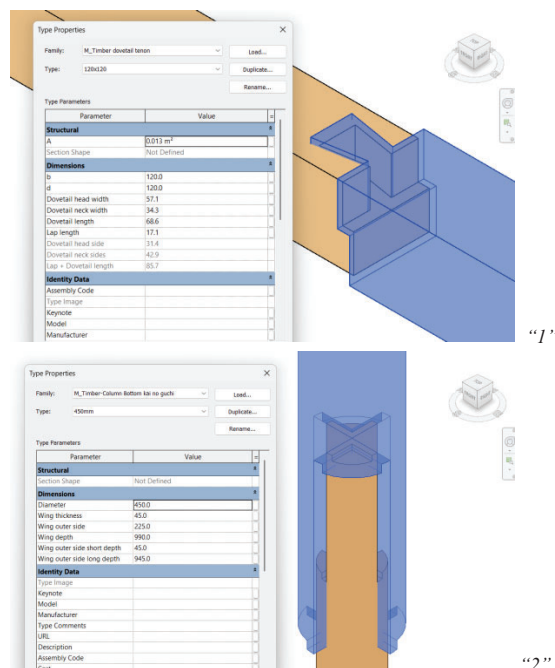 Type Properties
Family: M_Timber dovetail tenon Load...
Type: 120x120 Duplicate...
Rename...
Type Parameters
Parameter Value =
Structural
A 0.013 m²
Section Shape Not Defined
Dimensions
b 120.0
d 120.0
Dovetail head width 57.1
Dovetail neck width 34.3
Dovetail length 68.6
Lap length 17.1
Dovetail head side 31.4
Dovetail neck sides 42.9
Lap + Dovetail length 85.7
Identity Data
Assembly Code
Type Image
Keynote
Model
Manufacturer
“1”
Type Properties
Family: M_Timber-Column Bottom kai no guchi Load...
Type: 450mm Duplicate...
Rename...
Type Parameters
Parameter Value =
Structural
Section Shape Not Defined
Dimensions
Diameter 450.0
Wing thickness 45.0
Wing outer side 225.0
Wing depth 990.0
Wing outer side short depth 45.0
Wing outer side long depth 945.0
Identity Data
Type Image
Keynote
Model
Manufacturer
Type Comments
URL
Description
Assembly Code
Cost
“2”